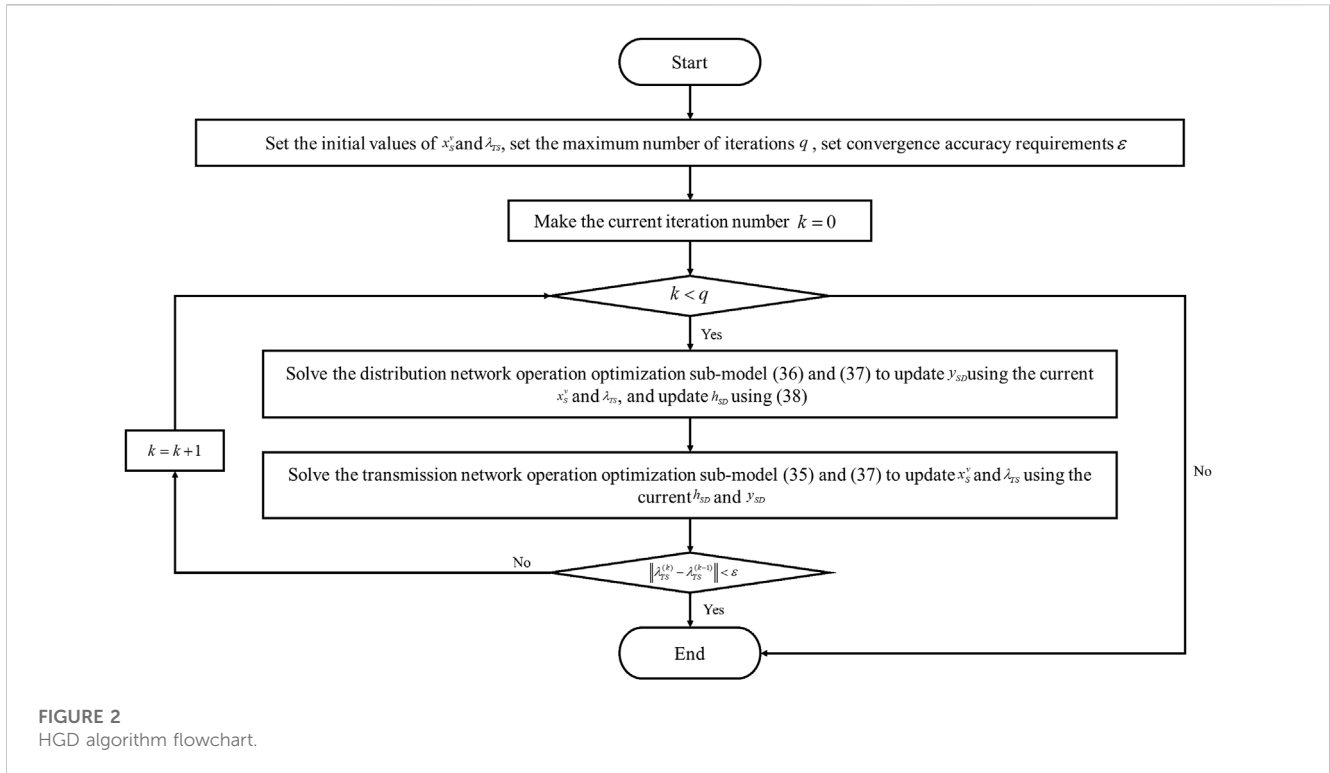 Start
Set the initial values of x_S^v and λ_TS, set the maximum number of iterations q , set convergence accuracy requirements ε
Make the current iteration number k = 0
k < q
Yes
Solve the distribution network operation optimization sub-model (36) and (37) to update y_SD using the current
x_S^v and λ_TS, and update h_SD using (38)
k = k+1
Solve the transmission network operation optimization sub-model (35) and (37) to update x_S^v and λ_TS using the
current h_SD and y_SD
No
No
‖λ_TS^(k) − λ_TS^(k−1)‖ < ε
Yes
End
FIGURE 2
HGD algorithm flowchart.